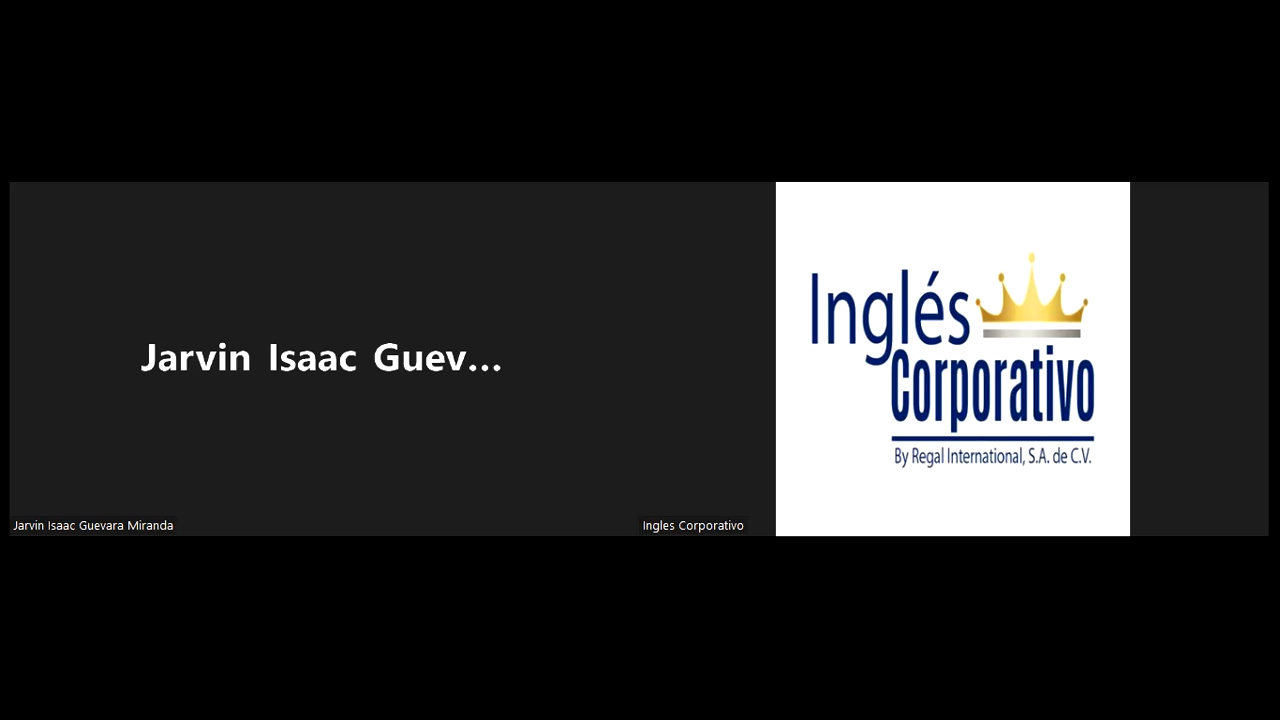 Jarvin Isaac Guev...
Jarvin Isaac Guevara Miranda
Ingles Corporativo
Inglés
Corporativo
By Regal International, S.A. de C.V.